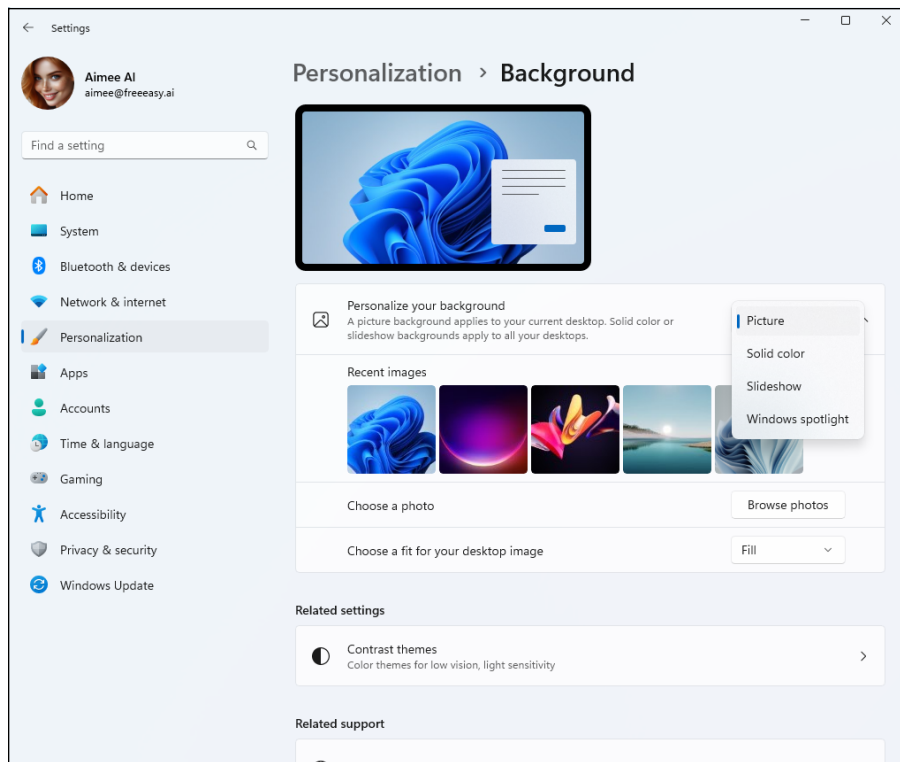 Settings
Aimee AI
aimee@freeeasy.ai
Find a setting
Home
System
Bluetooth & devices
Network & internet
Personalization
Apps
Accounts
Time & language
Gaming
Accessibility
Privacy & security
Windows Update
Personalization > Background
Personalize your background
A picture background applies to your current desktop. Solid color or
slideshow backgrounds apply to all your desktops.
Picture
Solid color
Slideshow
Windows spotlight
Recent images
Choose a photo
Browse photos
Choose a fit for your desktop image
Fill
Related settings
Contrast themes
Color themes for low vision, light sensitivity
Related support